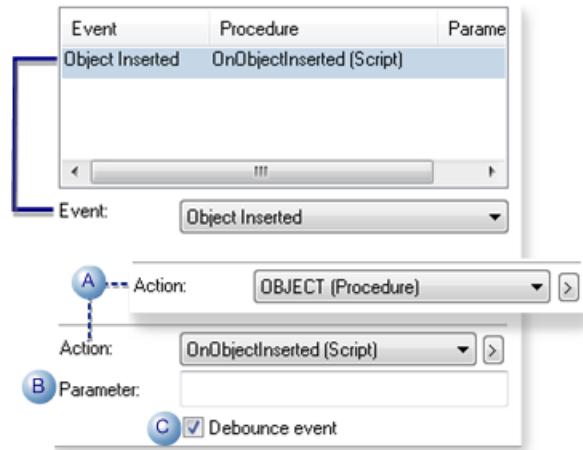 Event Procedure Parame
Object Inserted OnObjectInserted (Script)
Event: Object Inserted
A Action: OBJECT (Procedure) >
Action: OnObjectInserted (Script) >
B Parameter:
C Debounce event